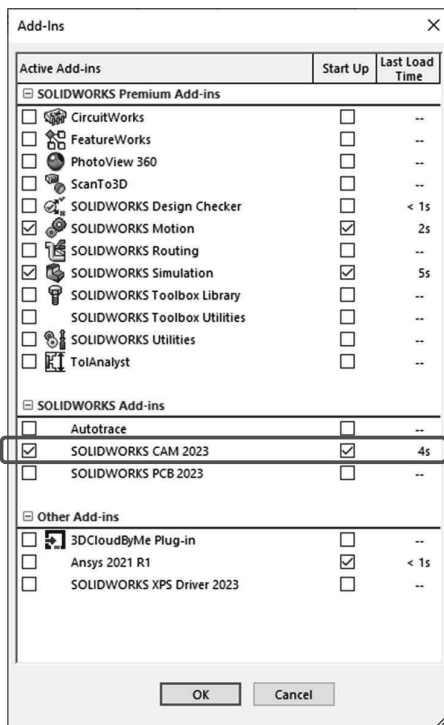 Add-Ins
Active Add-ins Start Up Last Load Time
SOLIDWORKS Premium Add-ins
CircuitWorks --
FeatureWorks --
PhotoView 360 --
ScanTo3D --
SOLIDWORKS Design Checker < 1s
SOLIDWORKS Motion 2s
SOLIDWORKS Routing --
SOLIDWORKS Simulation 5s
SOLIDWORKS Toolbox Library --
SOLIDWORKS Toolbox Utilities --
SOLIDWORKS Utilities --
TolAnalyst --
SOLIDWORKS Add-ins
Autotrace --
SOLIDWORKS CAM 2023 4s
SOLIDWORKS PCB 2023 --
Other Add-ins
3DCloudByMe Plug-in --
Ansys 2021 R1 < 1s
SOLIDWORKS XPS Driver 2023 --
OK Cancel